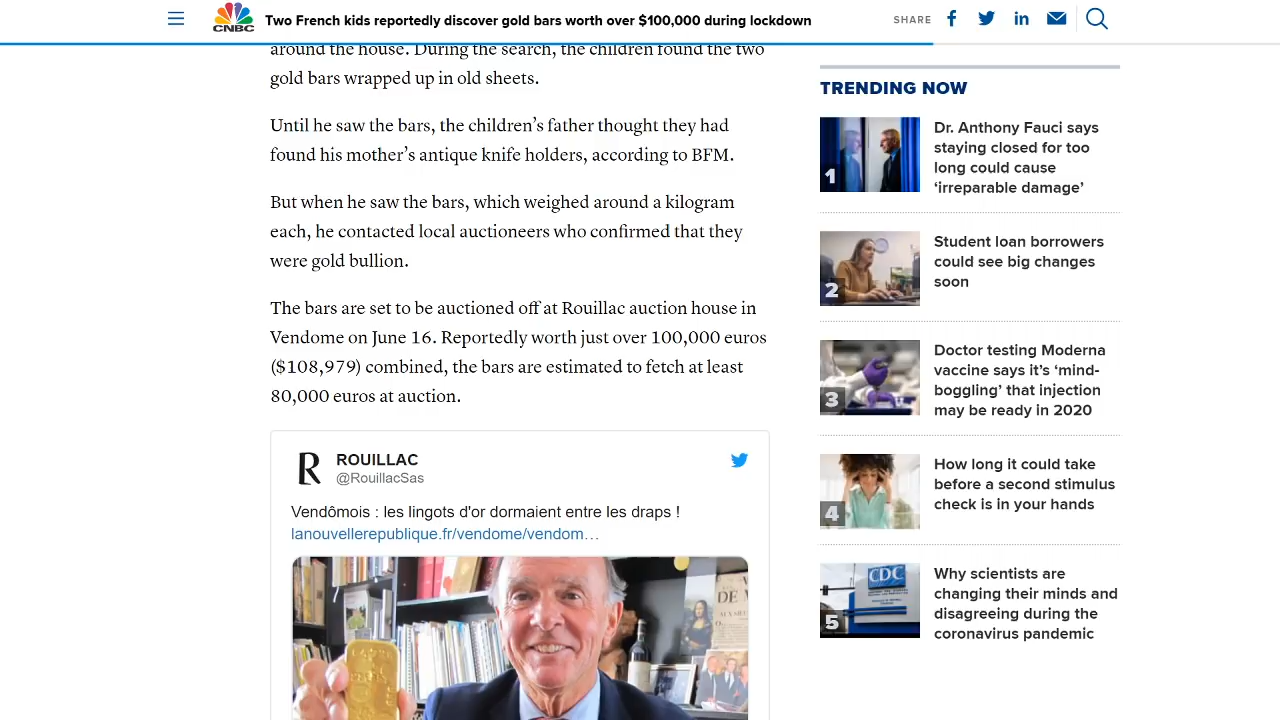 CNBC
Two French kids reportedly discover gold bars worth over $100,000 during lockdown
SHARE
around the house. During the search, the children found the two
gold bars wrapped up in old sheets.
Until he saw the bars, the children’s father thought they had
found his mother’s antique knife holders, according to BFM.
But when he saw the bars, which weighed around a kilogram
each, he contacted local auctioneers who confirmed that they
were gold bullion.
The bars are set to be auctioned off at Rouillac auction house in
Vendome on June 16. Reportedly worth just over 100,000 euros
($108,979) combined, the bars are estimated to fetch at least
80,000 euros at auction.
R
ROUILLAC
@RouillacSas
Vendômois : les lingots d'or dormaient entre les draps !
lanouvellerepublique.fr/vendome/vendom…
TRENDING NOW
1
Dr. Anthony Fauci says
staying closed for too
long could cause
‘irreparable damage’
2
Student loan borrowers
could see big changes
soon
3
Doctor testing Moderna
vaccine says it’s ‘mind-
boggling’ that injection
may be ready in 2020
4
How long it could take
before a second stimulus
check is in your hands
CDC
5
Why scientists are
changing their minds and
disagreeing during the
coronavirus pandemic